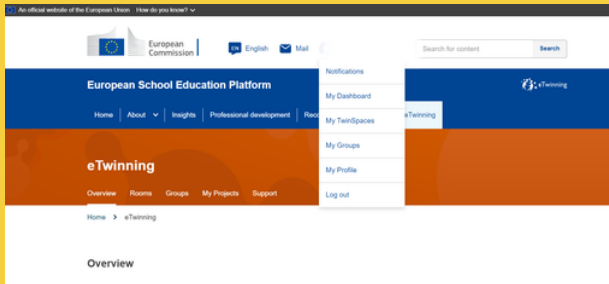 An official website of the European Union How do you know?
European Commission
EN English Mail
Search for content Search
Notifications
My Dashboard
My TwinSpaces
My Groups
My Profile
Log out
European School Education Platform
eTwinning
Home About Insights Professional development eTwinning
eTwinning
Overview Rooms Groups My Projects Support
Home > eTwinning
Overview